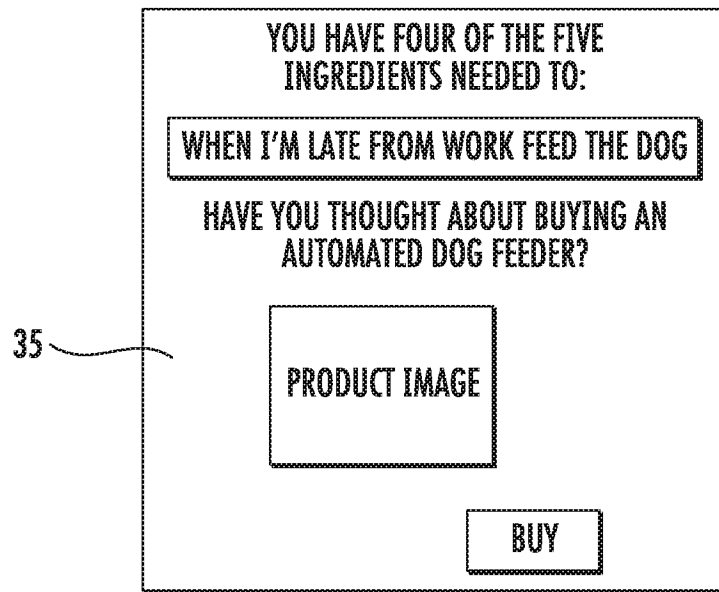 YOU HAVE FOUR OF THE FIVE
INGREDIENTS NEEDED TO:
WHEN I'M LATE FROM WORK FEED THE DOG
HAVE YOU THOUGHT ABOUT BUYING AN
AUTOMATED DOG FEEDER?
35
PRODUCT IMAGE
BUY